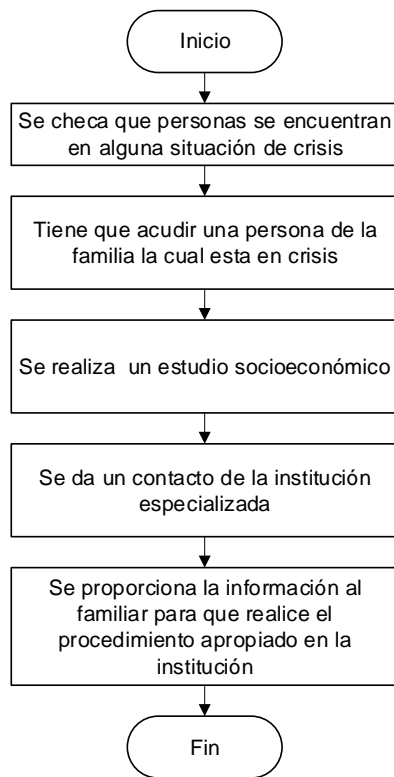 Inicio
Se checa que personas se encuentran
en alguna situación de crisis
Tiene que acudir una persona de la
familia la cual esta en crisis
Se realiza un estudio socioeconómico
Se da un contacto de la institución
especializada
Se proporciona la información al
familiar para que realice el
procedimiento apropiado en la
institución
Fin